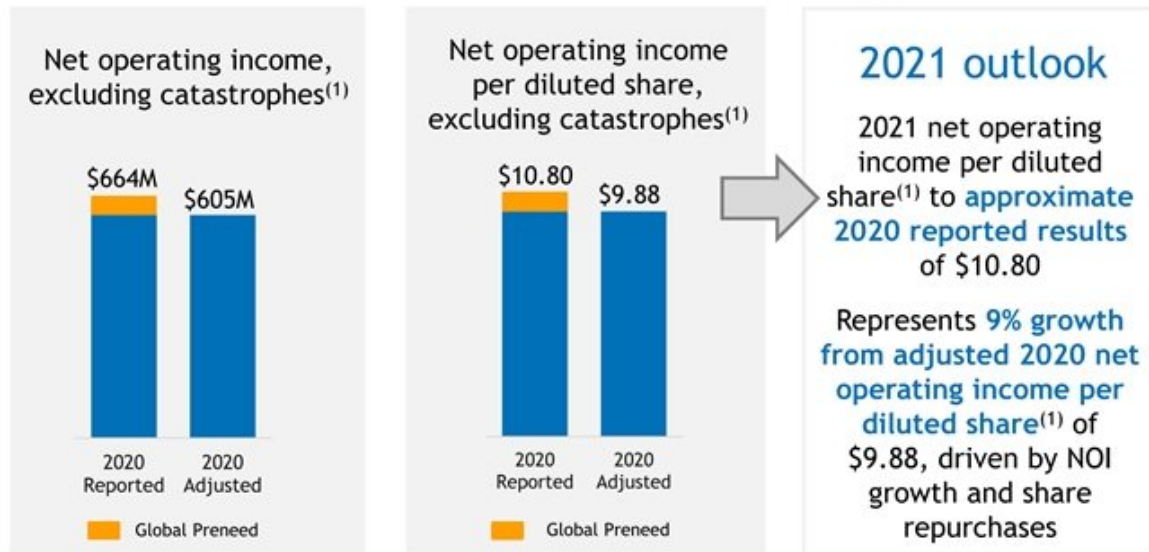 Net operating income,
excluding catastrophes(1)
$664M
$605M
2020
Reported
2020
Adjusted
Global Preneed
Net operating income
per diluted share,
excluding catastrophes(1)
$10.80
$9.88
2020
Reported
2020
Adjusted
Global Preneed
2021 outlook
2021 net operating
income per diluted
share(1) to approximate
2020 reported results
of $10.80
Represents 9% growth
from adjusted 2020 net
operating income per
diluted share(1) of
$9.88, driven by NOI
growth and share
repurchases